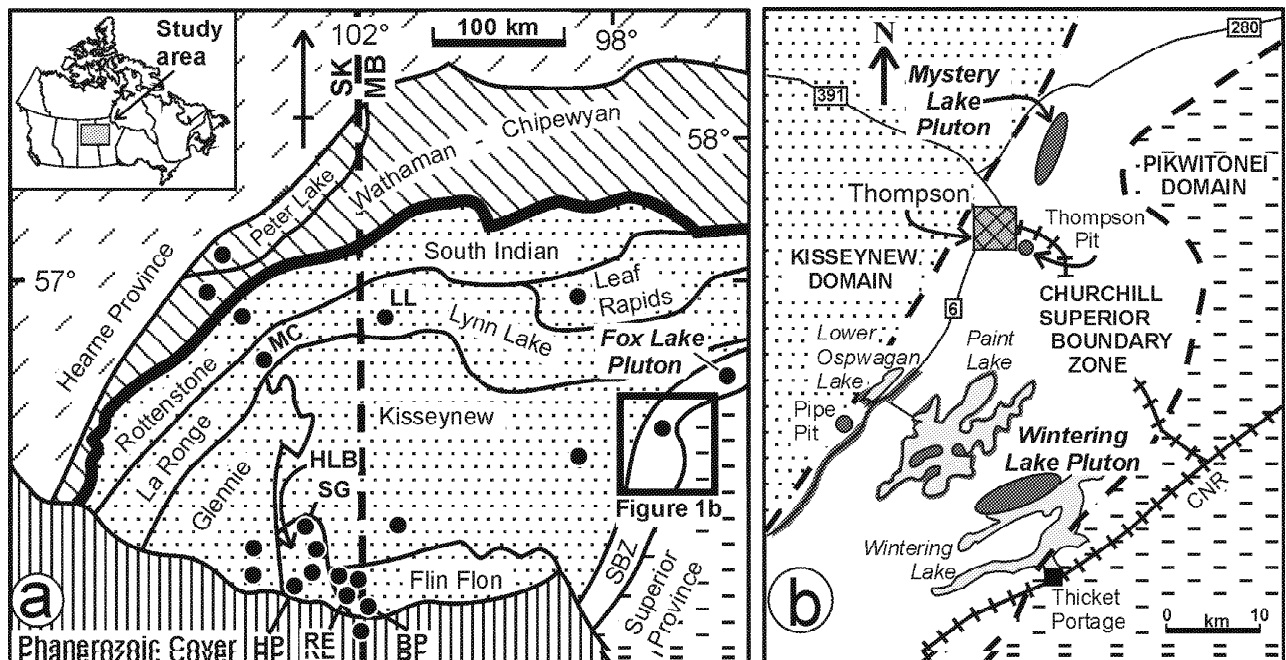 Study
area
102°
SK
MB
100 km
98°
58°
57°
Hearne Province
Peter Lake
Wathaman - Chipewyan
South Indian
Leaf
Rapids
LL
Lynn Lake
MC
Fox Lake
Pluton
Rottenstone
La Ronge
Glennie
Kisseynew
HLB
SG
Figure 1b
Flin Flon
SBZ
Superior
Province
Phanerozoic Cover
HP
RE
BP
a
N
280
391
Mystery
Lake
Pluton
PIKWITONEI
DOMAIN
Thompson
Thompson
Pit
KISSEYNEW
DOMAIN
CHURCHILL
SUPERIOR
BOUNDARY
ZONE
6
Lower
Ospwagan
Lake
Paint
Lake
Pipe
Pit
Wintering
Lake Pluton
CNR
Wintering
Lake
Thicket
Portage
0 km 10
b